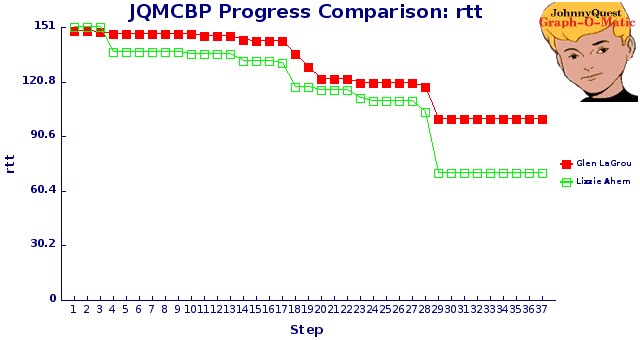 JQMCBP Progress Comparison: rtt
JohnnyQuest
Graph-O-Matic
151
120.8
90.6
60.4
30.2
0
rtt
1 2 3 4 5 6 7 8 9 10 11 12 13 14 15 16 17 18 19 20 21 22 23 24 25 26 27 28 29 30 31 32 33 34 35 36 37
Step
Glen LaGrou
Lizzie Ahern